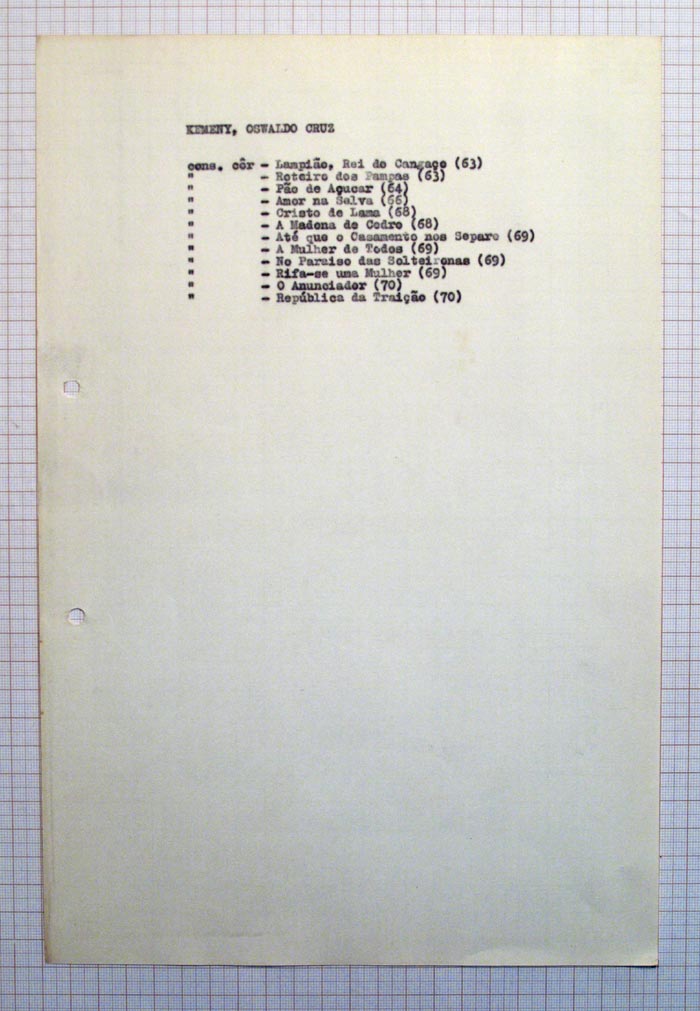 KEMENY, OSWALDO CRUZ
cons. côr - Lampião, Rei do Cangaço (63)
" - Roteiro dos Pampas (63)
" - Pão de Açucar (64)
" - Amor na Selva (66)
" - Cristo de Lama (68)
" - A Madona de Cedro (68)
" - Até que o Casamento nos Separe (69)
" - A Mulher de Todos (69)
" - No Paraiso das Solteironas (69)
" - Rifa-se uma Mulher (69)
" - O Anunciador (70)
" - República da Traição (70)